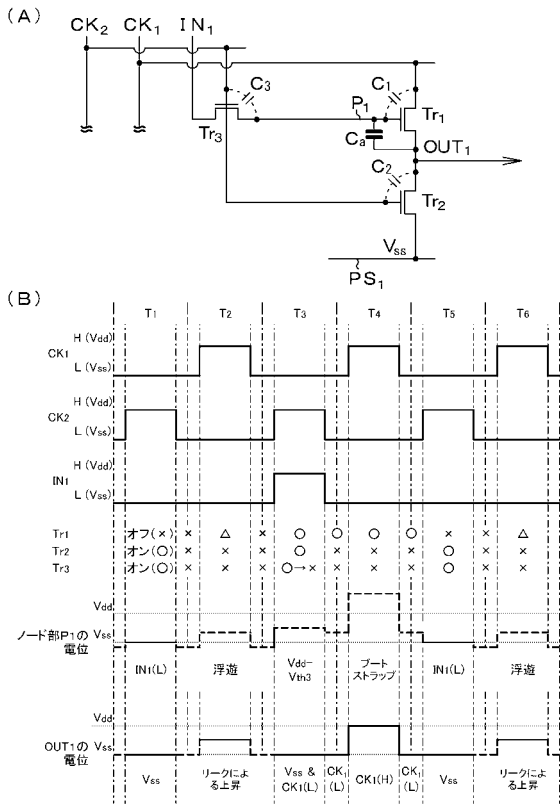 (A)
CK2 CK1 IN1
C3
P1
C1
Tr1
Tr3
Ca
OUT1
C2
Tr2
Vss
PS1
(B)
T1 T2 T3 T4 T5 T6
CK1 H (Vdd)
L (Vss)
CK2 H (Vdd)
L (Vss)
IN1 H (Vdd)
L (Vss)
Tr1 オフ(×) × △ × ○ ○ ○ ○ × × △
Tr2 オン(○) × × × ○ × × × ○ × ×
Tr3 オン(○) × × × ○→× × × × ○ × ×
Vdd
ノード部P1の電位 Vss
IN1(L) 浮遊 Vdd−Vth3 ブートストラップ IN1(L) 浮遊
Vdd
OUT1の電位 Vss
Vss リークによる上昇 Vss & CK1(L) CK1(L) CK1(H) CK1(L) Vss リークによる上昇